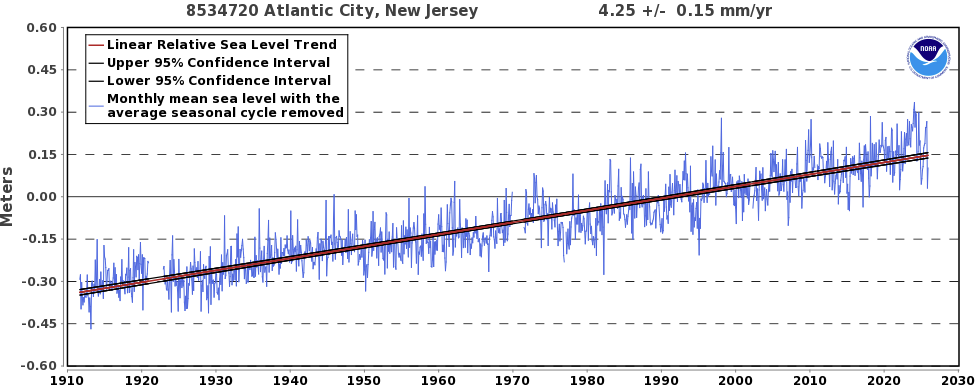 8534720 Atlantic City, New Jersey 4.25 +/- 0.15 mm/yr
0.60
Linear Relative Sea Level Trend
Upper 95% Confidence Interval
Lower 95% Confidence Interval
Monthly mean sea level with the
average seasonal cycle removed
NOAA
0.45
0.30
0.15
0.00
-0.15
-0.30
-0.45
-0.60
Meters
1910 1920 1930 1940 1950 1960 1970 1980 1990 2000 2010 2020 2030